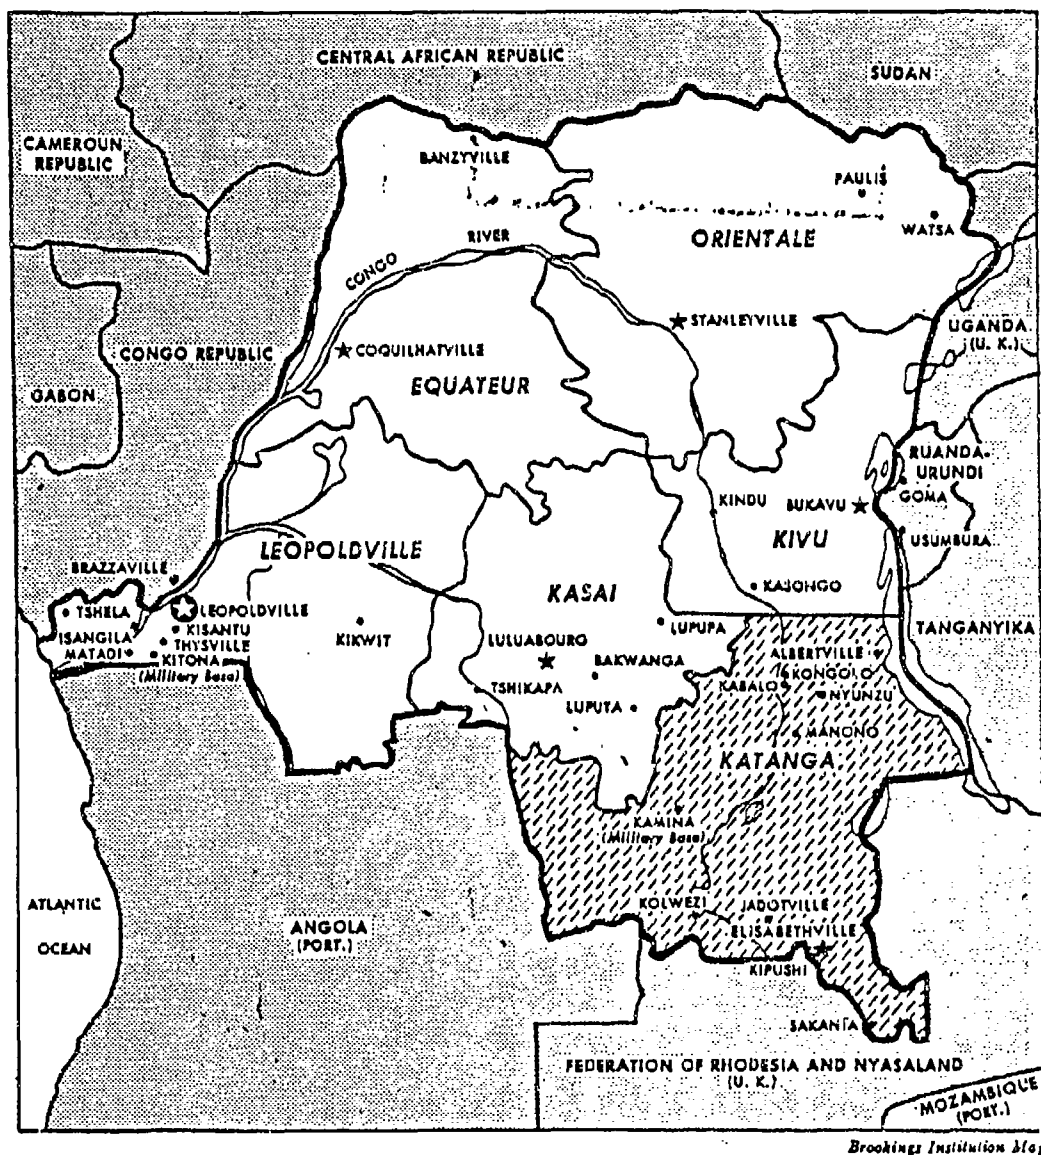 CENTRAL AFRICAN REPUBLIC
SUDAN
CAMEROUN
REPUBLIC
BANZYVILLE
PAULIS
WATSA
ORIENTALE
RIVER
CONGO
STANLEYVILLE
UGANDA
(U. K.)
CONGO REPUBLIC
COQUILHATVILLE
EQUATEUR
GABON
RUANDA-
URUNDI
GOMA
KINDU
BUKAVU
USUMBURA
KIVU
LEOPOLDVILLE
BRAZZAVILLE
KASONGO
KASAI
TSHELA
LEOPOLDVILLE
ISANGILA
KISANTU
THYSVILLE
MATADI
KITONA
(Military Base)
KIKWIT
LULUABOURG
LUPUPA
TANGANYIKA
ALBERTVILLE
BAKWANGA
KONGOLO
KABALO
NYUNZU
TSHIKAPA
LUPUTA
MANONO
KATANGA
KAMINA
(Military Base)
ATLANTIC
OCEAN
ANGOLA
(PORT.)
KOLWEZI
JADOTVILLE
ELISABETHVILLE
KIPUSHI
SAKANIA
FEDERATION OF RHODESIA AND NYASALAND
(U. K.)
MOZAMBIQUE
(PORT.)
Brookings Institution Map